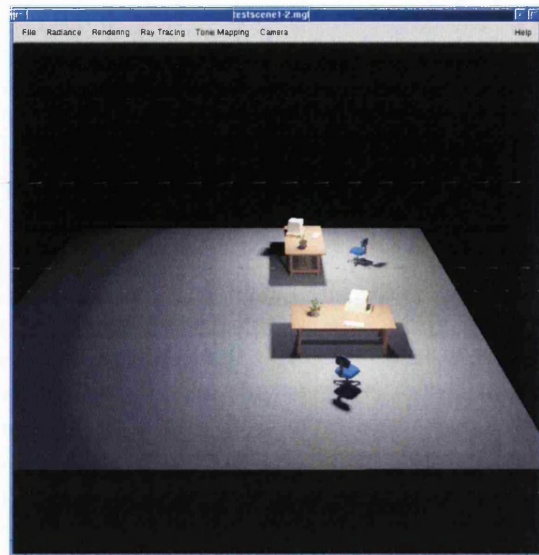 testscene1-2.mgf
File Radiance Rendering Ray Tracing Tone Mapping Camera Help